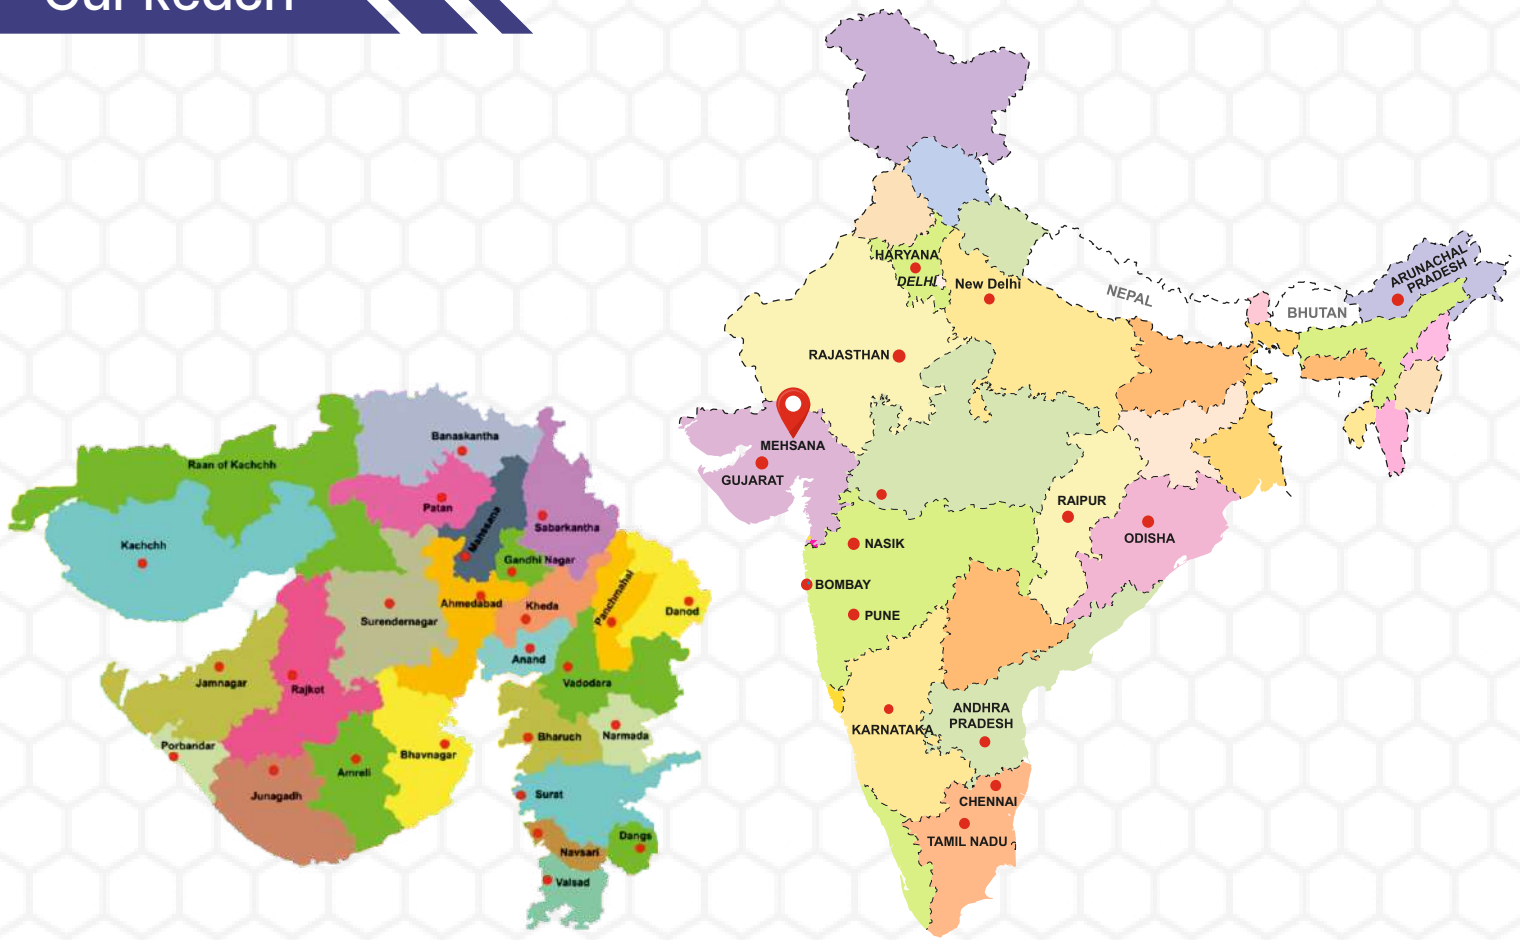 Our Reach
Banaskantha
Raan of Kachchh
Patan
Mahssana
Sabarkantha
Kachchh
Gandhi Nagar
Ahmedabad
Kheda
Panchmahal
Danod
Surendernagar
Anand
Jamnagar
Rajkot
Vadodara
Porbandar
Bharuch
Narmada
Bhavnagar
Amreli
Junagadh
Surat
Dangs
Navsari
Valsad
HARYANA
DELHI
New Delhi
NEPAL
BHUTAN
ARUNACHAL
PRADESH
RAJASTHAN
MEHSANA
GUJARAT
RAIPUR
ODISHA
NASIK
BOMBAY
PUNE
ANDHRA
PRADESH
KARNATAKA
CHENNAI
TAMIL NADU